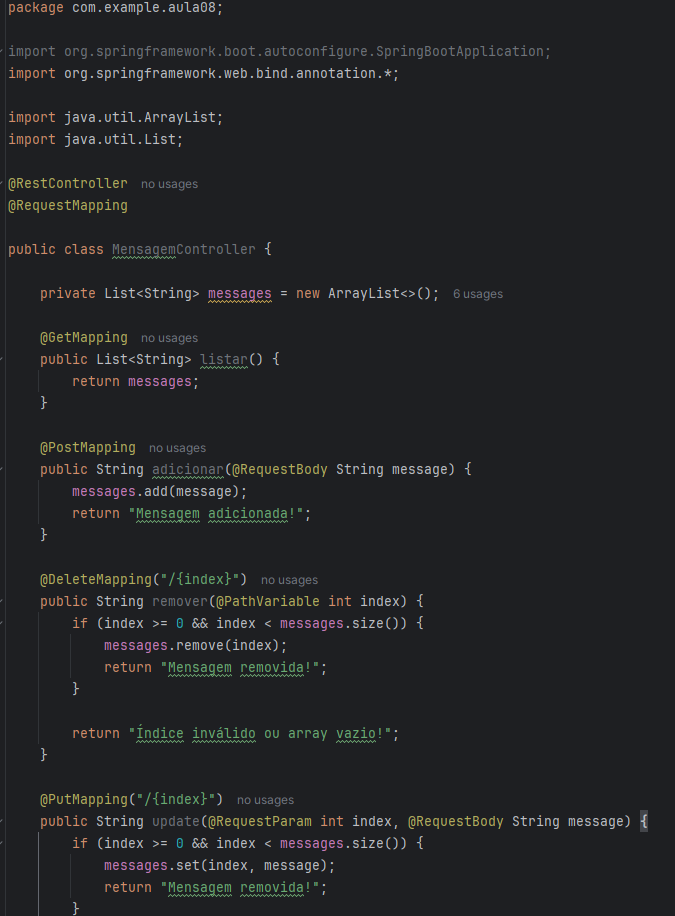 package com.example.aula08;
import org.springframework.boot.autoconfigure.SpringBootApplication;
import org.springframework.web.bind.annotation.*;
import java.util.ArrayList;
import java.util.List;
@RestController no usages
@RequestMapping
public class MensagemController {
private List<String> messages = new ArrayList<>(); 6 usages
@GetMapping no usages
public List<String> listar() {
return messages;
}
@PostMapping no usages
public String adicionar(@RequestBody String message) {
messages.add(message);
return "Mensagem adicionada!";
}
@DeleteMapping("/{index}") no usages
public String remover(@PathVariable int index) {
if (index >= 0 && index < messages.size()) {
messages.remove(index);
return "Mensagem removida!";
}
return "Índice inválido ou array vazio!";
}
@PutMapping("/{index}") no usages
public String update(@RequestParam int index, @RequestBody String message) {
if (index >= 0 && index < messages.size()) {
messages.set(index, message);
return "Mensagem removida!";
}